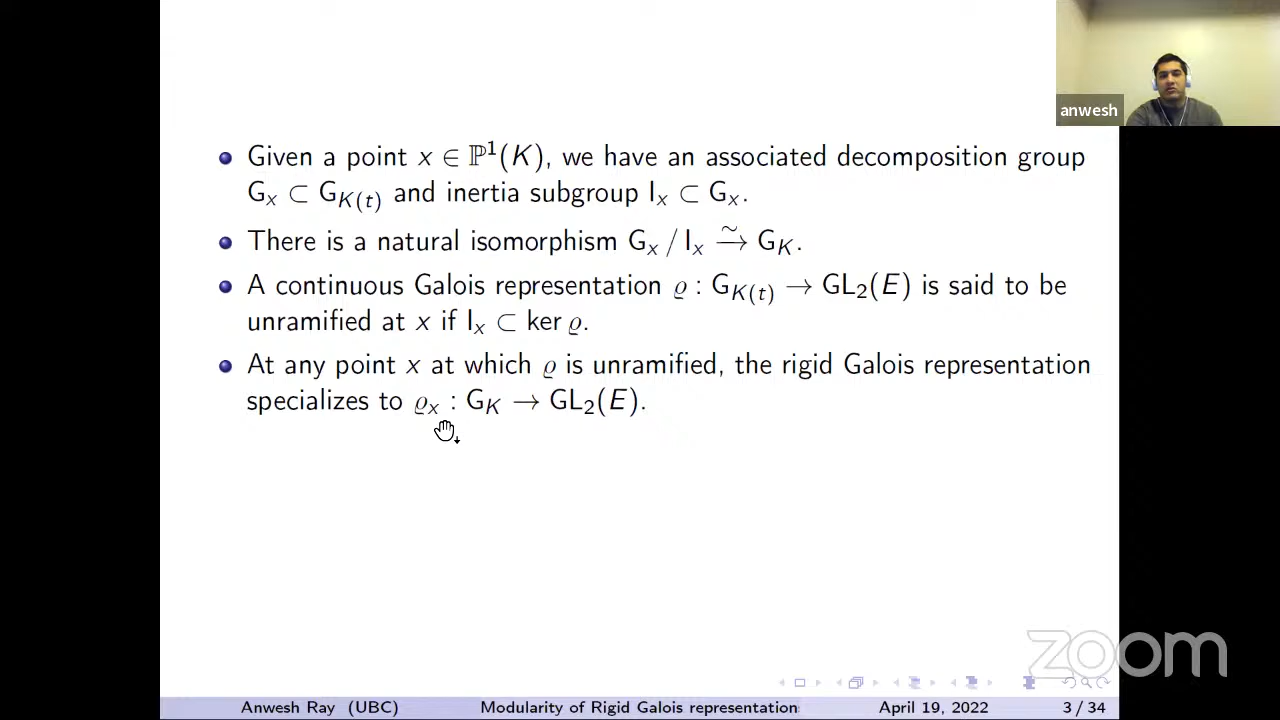 anwesh
Given a point x ∈ ℙ¹(K), we have an associated decomposition group
G_x ⊂ G_{K(t)} and inertia subgroup I_x ⊂ G_x.
There is a natural isomorphism G_x / I_x ⥲ G_K.
A continuous Galois representation ϱ : G_{K(t)} → GL₂(E) is said to be
unramified at x if I_x ⊂ ker ϱ.
At any point x at which ϱ is unramified, the rigid Galois representation
specializes to ϱ_x : G_K → GL₂(E).
zoom
Anwesh Ray (UBC) Modularity of Rigid Galois representation April 19, 2022 3 / 34